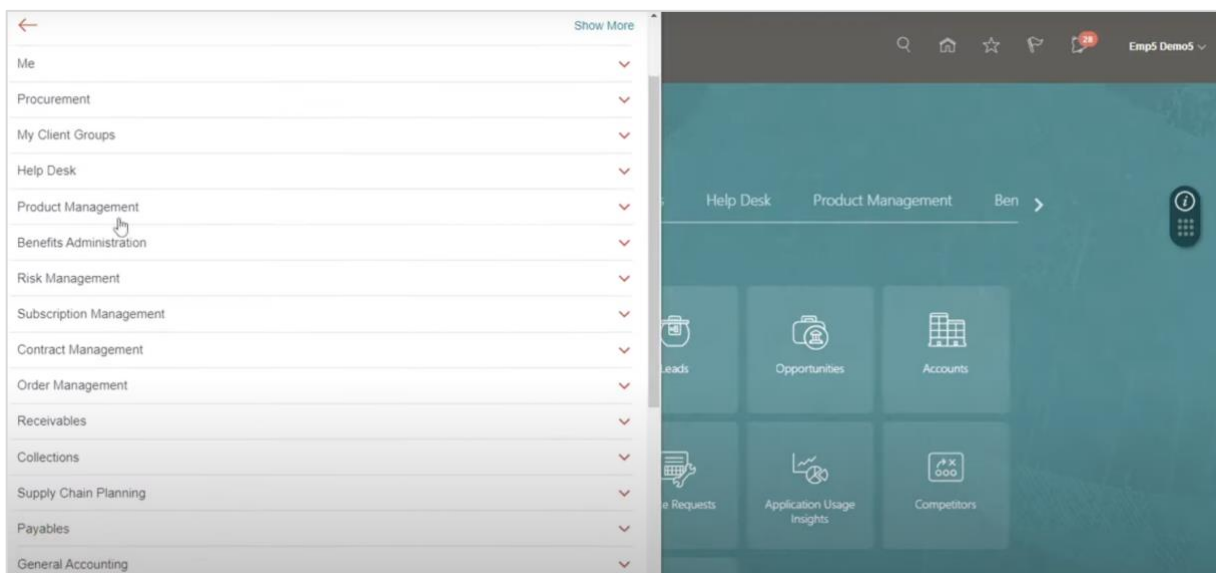 Show More
Me
Procurement
My Client Groups
Help Desk
Product Management
Benefits Administration
Risk Management
Subscription Management
Contract Management
Order Management
Receivables
Collections
Supply Chain Planning
Payables
General Accounting
28
Emp5 Demo5
s Help Desk Product Management Ben
Leads
Opportunities
Accounts
e Requests
Application Usage
Insights
Competitors